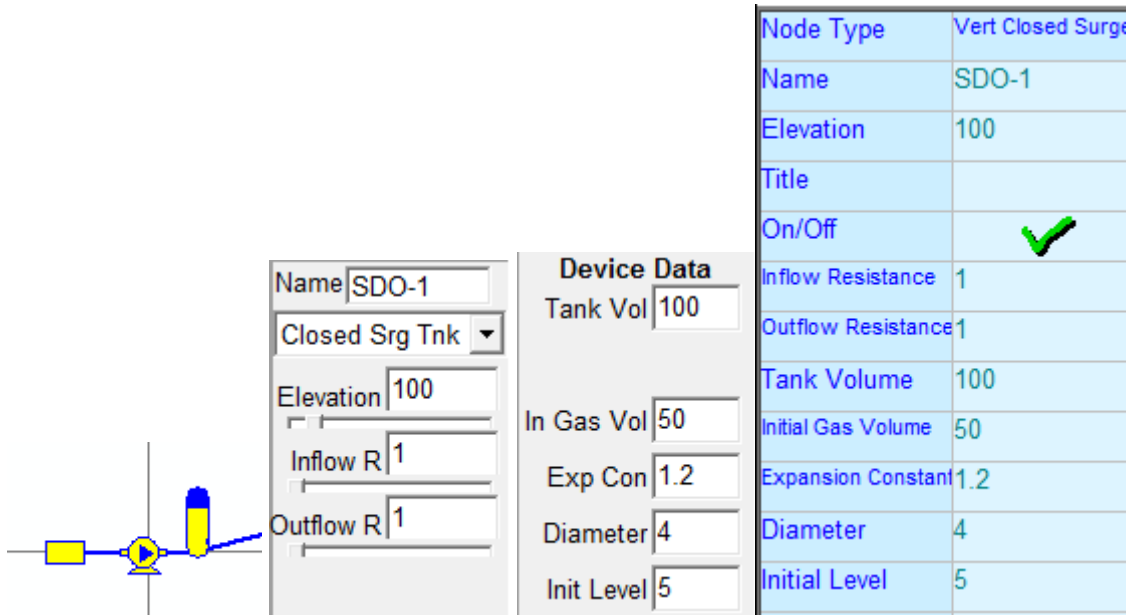 Name SDO-1
Closed Srg Tnk
Elevation 100
Inflow R 1
Outflow R 1
Device Data
Tank Vol 100
In Gas Vol 50
Exp Con 1.2
Diameter 4
Init Level 5
Node Type Vert Closed Surge
Name SDO-1
Elevation 100
Title
On/Off
Inflow Resistance 1
Outflow Resistance 1
Tank Volume 100
Initial Gas Volume 50
Expansion Constant 1.2
Diameter 4
Initial Level 5